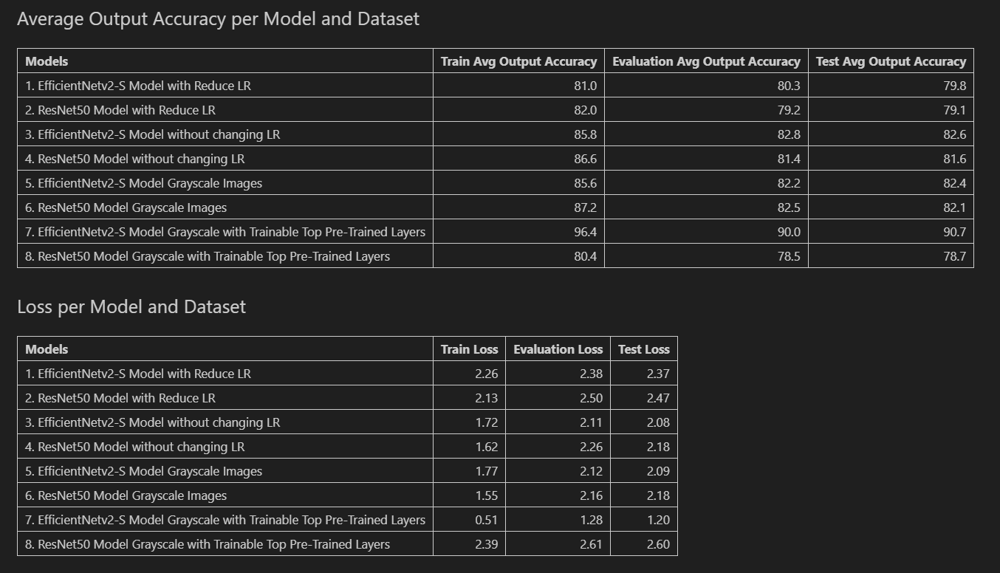 Average Output Accuracy per Model and Dataset
Models Train Avg Output Accuracy Evaluation Avg Output Accuracy Test Avg Output Accuracy
1. EfficientNetv2-S Model with Reduce LR 81.0 80.3 79.8
2. ResNet50 Model with Reduce LR 82.0 79.2 79.1
3. EfficientNetv2-S Model without changing LR 85.8 82.8 82.6
4. ResNet50 Model without changing LR 86.6 81.4 81.6
5. EfficientNetv2-S Model Grayscale Images 85.6 82.2 82.4
6. ResNet50 Model Grayscale Images 87.2 82.5 82.1
7. EfficientNetv2-S Model Grayscale with Trainable Top Pre-Trained Layers 96.4 90.0 90.7
8. ResNet50 Model Grayscale with Trainable Top Pre-Trained Layers 80.4 78.5 78.7
Loss per Model and Dataset
Models Train Loss Evaluation Loss Test Loss
1. EfficientNetv2-S Model with Reduce LR 2.26 2.38 2.37
2. ResNet50 Model with Reduce LR 2.13 2.50 2.47
3. EfficientNetv2-S Model without changing LR 1.72 2.11 2.08
4. ResNet50 Model without changing LR 1.62 2.26 2.18
5. EfficientNetv2-S Model Grayscale Images 1.77 2.12 2.09
6. ResNet50 Model Grayscale Images 1.55 2.16 2.18
7. EfficientNetv2-S Model Grayscale with Trainable Top Pre-Trained Layers 0.51 1.28 1.20
8. ResNet50 Model Grayscale with Trainable Top Pre-Trained Layers 2.39 2.61 2.60